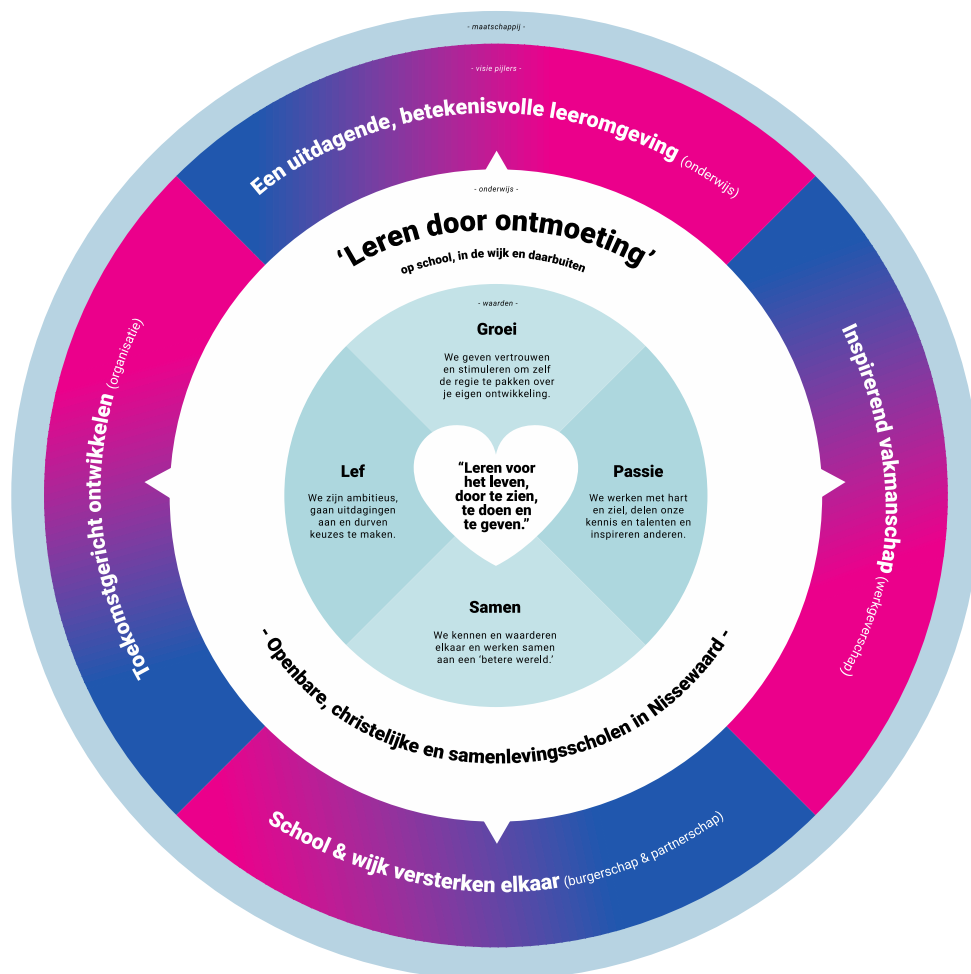 - maatschappij -
- visie pijlers -
Een uitdagende, betekenisvolle leeromgeving (onderwijs)
- onderwijs -
‘Leren door ontmoeting’
op school, in de wijk en daarbuiten
- waarden -
Groei
We geven vertrouwen
en stimuleren om zelf
de regie te pakken over
je eigen ontwikkeling.
Toekomstgericht ontwikkelen (organisatie)
Lef
We zijn ambitieus,
gaan uitdagingen
aan en durven
keuzes te maken.
“Leren voor
het leven,
door te zien,
te doen en
te geven.”
Passie
We werken met hart
en ziel, delen onze
kennis en talenten en
inspireren anderen.
Inspirerend vakmanschap (werkgeverschap)
Samen
We kennen en waarderen
elkaar en werken samen
aan een ‘betere wereld.’
- Openbare, christelijke en samenlevingsscholen in Nissewaard -
School & wijk versterken elkaar (burgerschap & partnerschap)